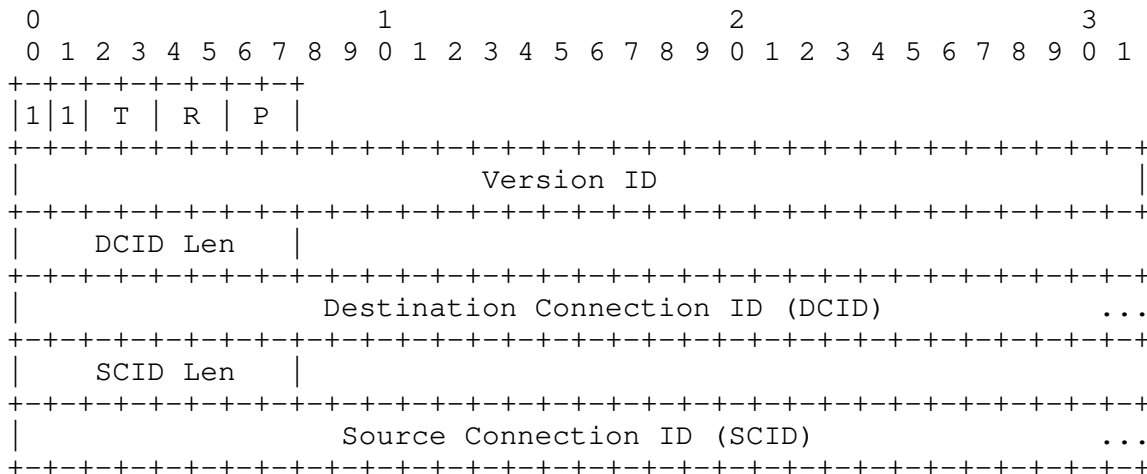 0                   1                   2                   3
 0 1 2 3 4 5 6 7 8 9 0 1 2 3 4 5 6 7 8 9 0 1 2 3 4 5 6 7 8 9 0 1
+-+-+-+-+-+-+-+-+
|1|1| T | R | P |
+-+-+-+-+-+-+-+-+-+-+-+-+-+-+-+-+-+-+-+-+-+-+-+-+-+-+-+-+-+-+-+-+
|                          Version ID                           |
+-+-+-+-+-+-+-+-+-+-+-+-+-+-+-+-+-+-+-+-+-+-+-+-+-+-+-+-+-+-+-+-+
|    DCID Len   |
+-+-+-+-+-+-+-+-+-+-+-+-+-+-+-+-+-+-+-+-+-+-+-+-+-+-+-+-+-+-+-+-+
|                 Destination Connection ID (DCID)            ...
+-+-+-+-+-+-+-+-+-+-+-+-+-+-+-+-+-+-+-+-+-+-+-+-+-+-+-+-+-+-+-+-+
|    SCID Len   |
+-+-+-+-+-+-+-+-+-+-+-+-+-+-+-+-+-+-+-+-+-+-+-+-+-+-+-+-+-+-+-+-+
|                  Source Connection ID (SCID)                ...
+-+-+-+-+-+-+-+-+-+-+-+-+-+-+-+-+-+-+-+-+-+-+-+-+-+-+-+-+-+-+-+-+